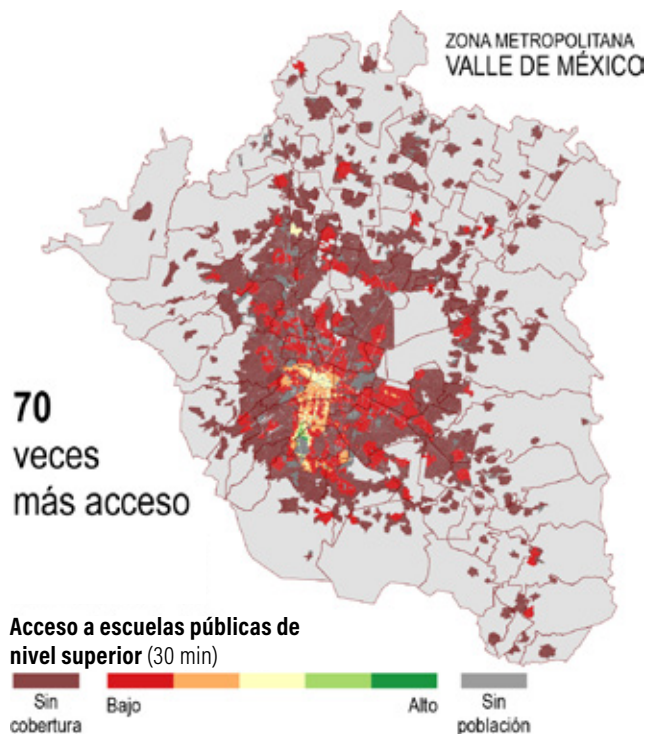 ZONA METROPOLITANA
VALLE DE MÉXICO
70
veces
más acceso
Acceso a escuelas públicas de
nivel superior (30 min)
Sin
cobertura
Bajo
Alto
Sin
población